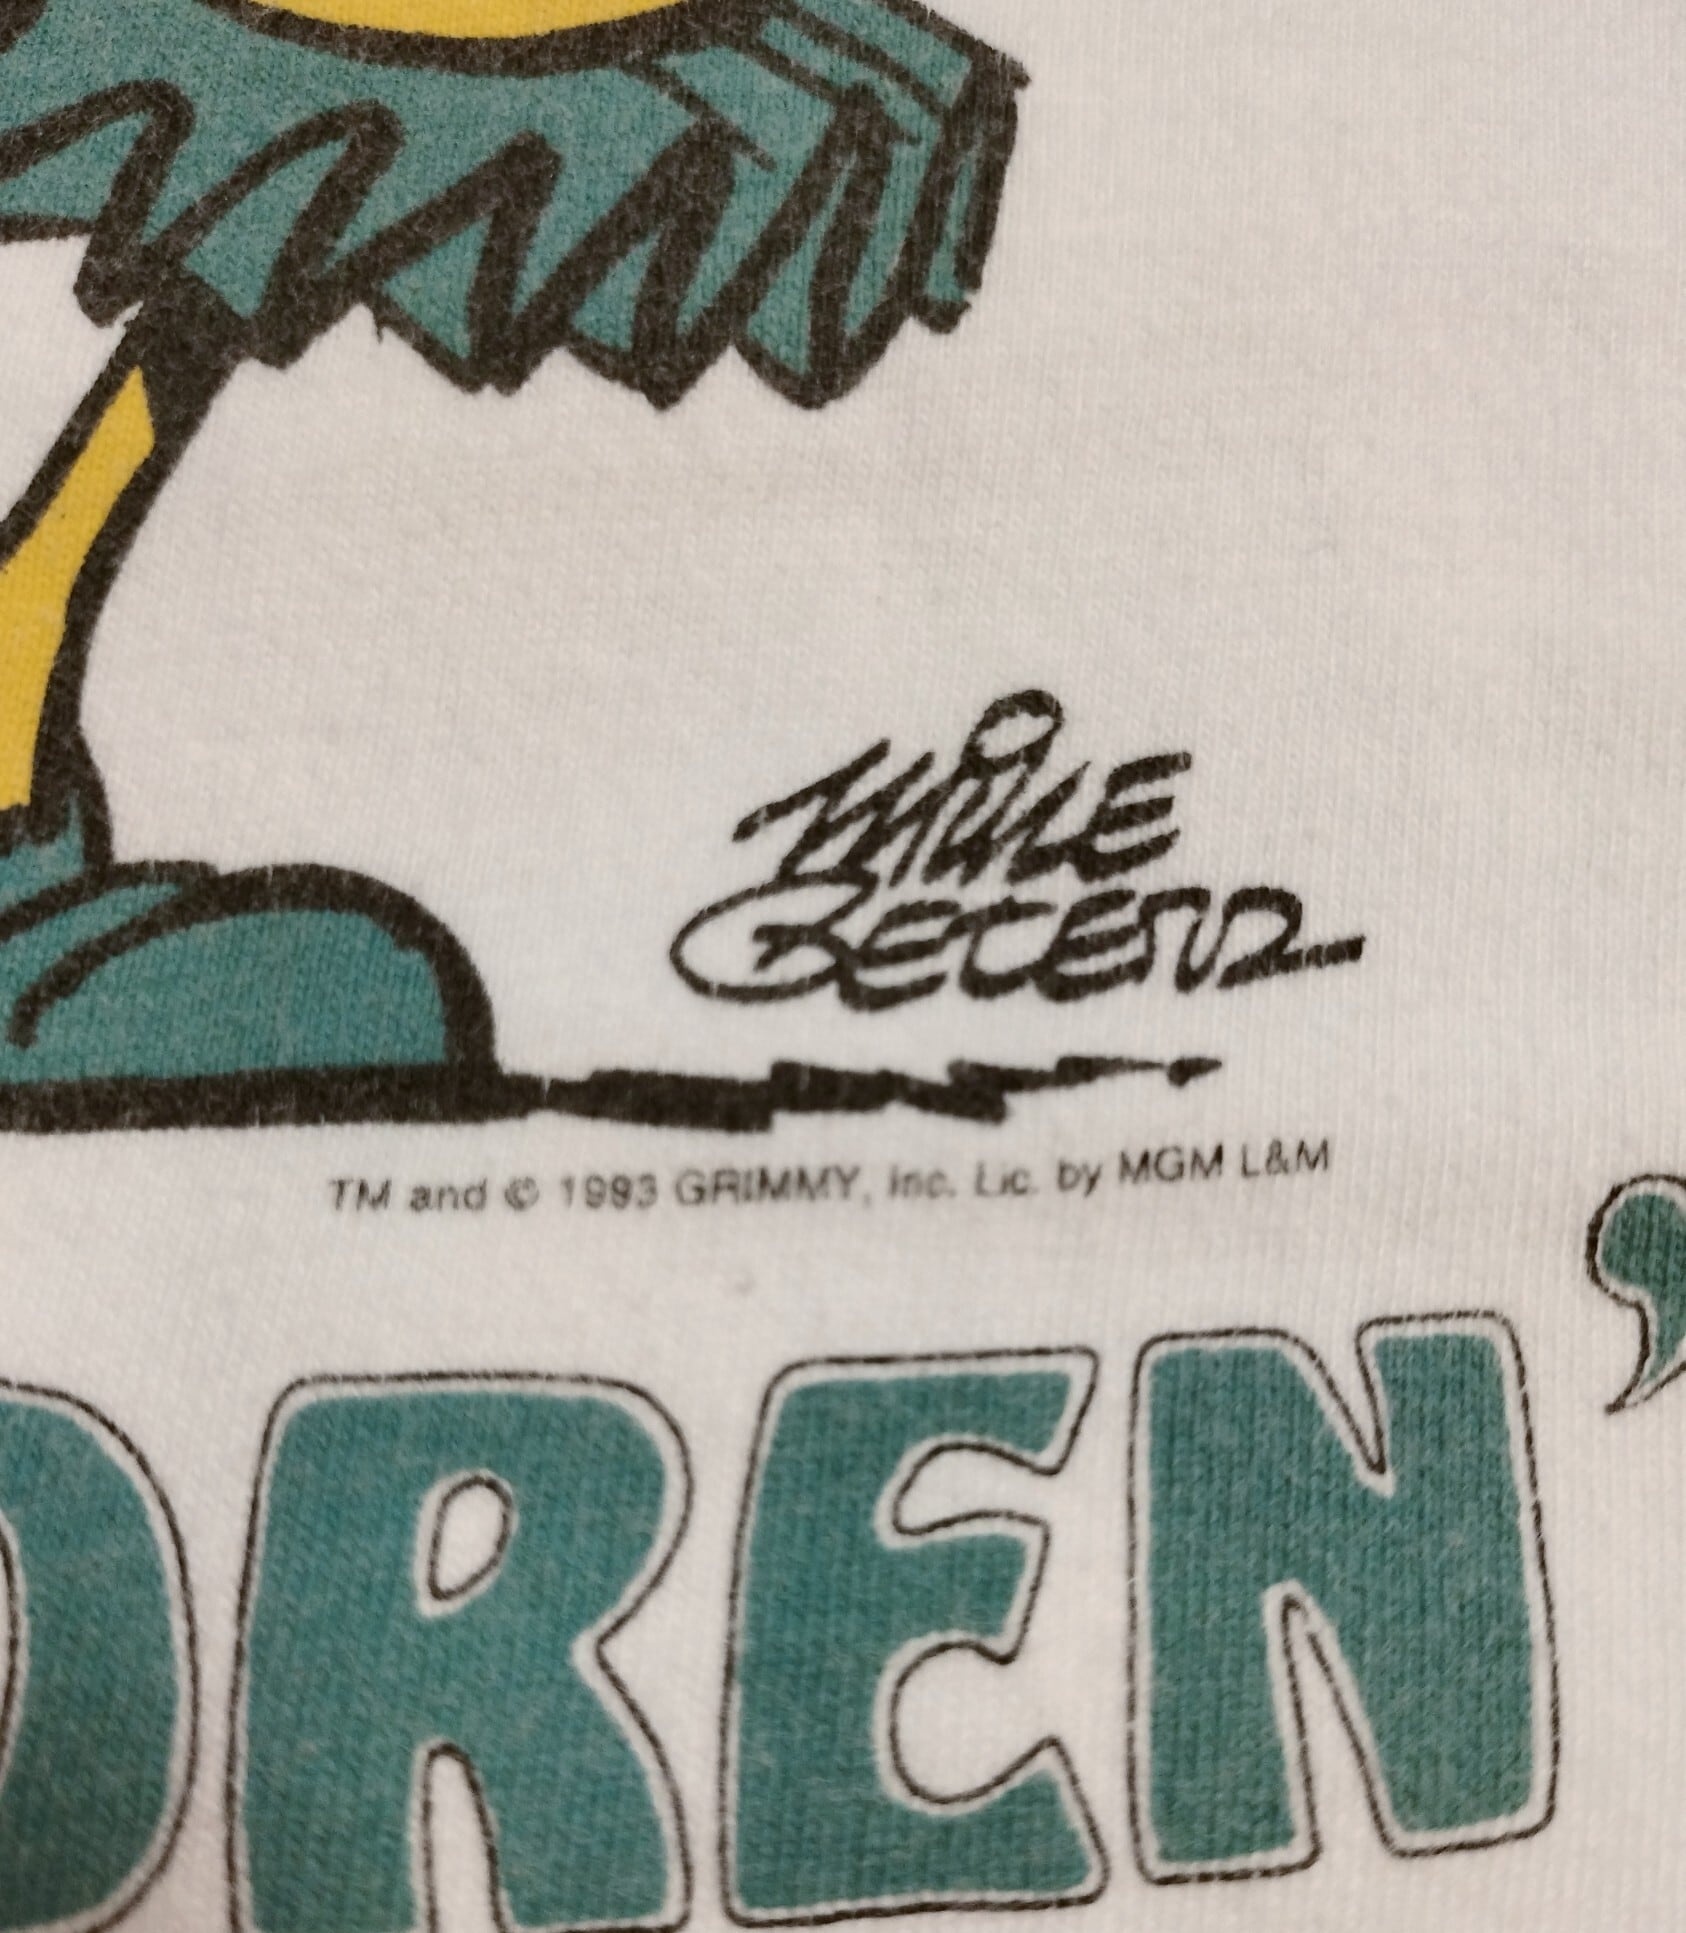 MIKE
PETERS
TM and © 1993 GRIMMY, Inc. Lic. by MGM L&M
DREN'